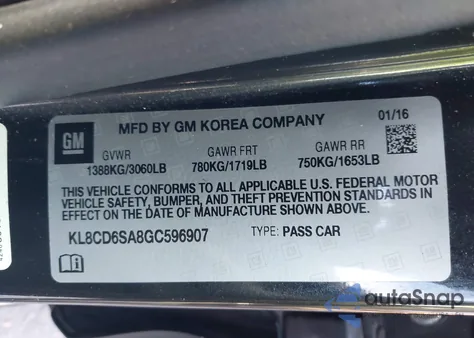 GM
MFD BY GM KOREA COMPANY
01/16
GVWR GAWR FRT GAWR RR
1388KG/3060LB 780KG/1719LB 750KG/1653LB
THIS VEHICLE CONFORMS TO ALL APPLICABLE U.S. FEDERAL MOTOR
VEHICLE SAFETY, BUMPER, AND THEFT PREVENTION STANDARDS IN
EFFECT ON THE DATE OF MANUFACTURE SHOWN ABOVE.
KL8CD6SA8GC596907 TYPE: PASS CAR
autoSnap